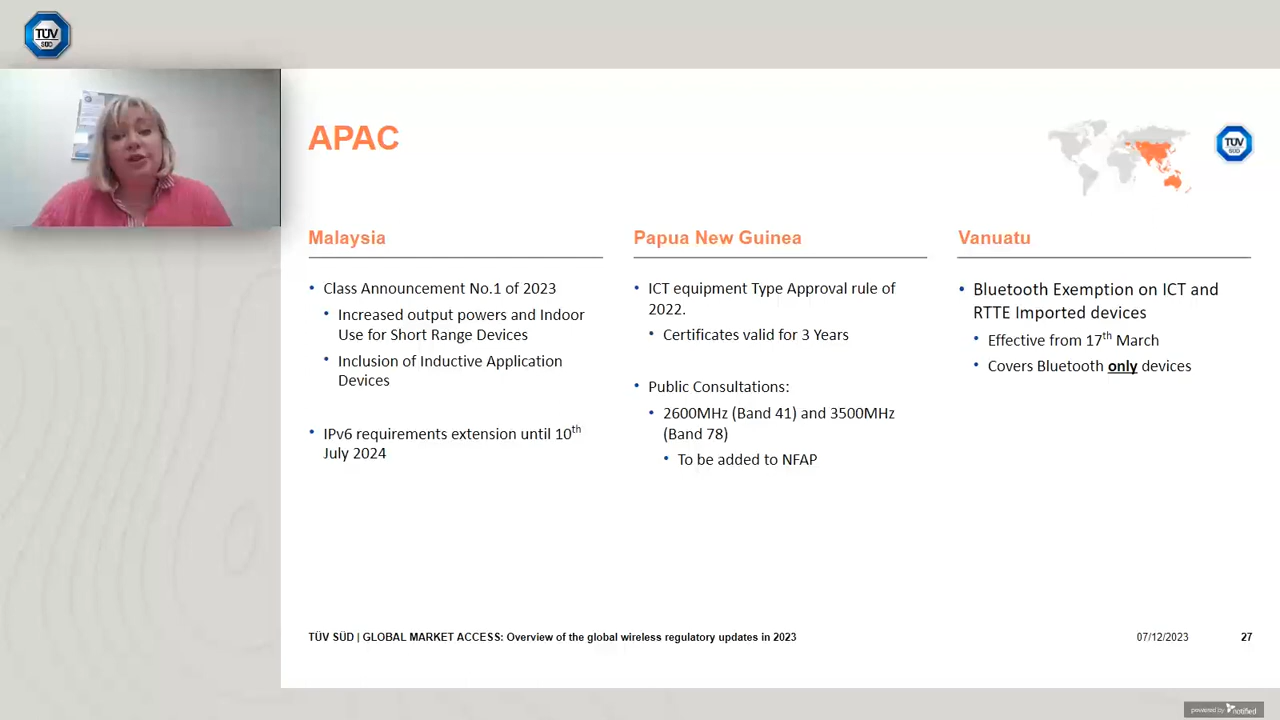 TÜV
SÜD
APAC
TÜV
SÜD
Malaysia
Class Announcement No.1 of 2023
Increased output powers and Indoor
Use for Short Range Devices
Inclusion of Inductive Application
Devices
IPv6 requirements extension until 10th
July 2024
Papua New Guinea
ICT equipment Type Approval rule of
2022.
Certificates valid for 3 Years
Public Consultations:
2600MHz (Band 41) and 3500MHz
(Band 78)
To be added to NFAP
Vanuatu
Bluetooth Exemption on ICT and
RTTE Imported devices
Effective from 17th March
Covers Bluetooth only devices
TÜV SÜD | GLOBAL MARKET ACCESS: Overview of the global wireless regulatory updates in 2023
07/12/2023
27
powered by notified